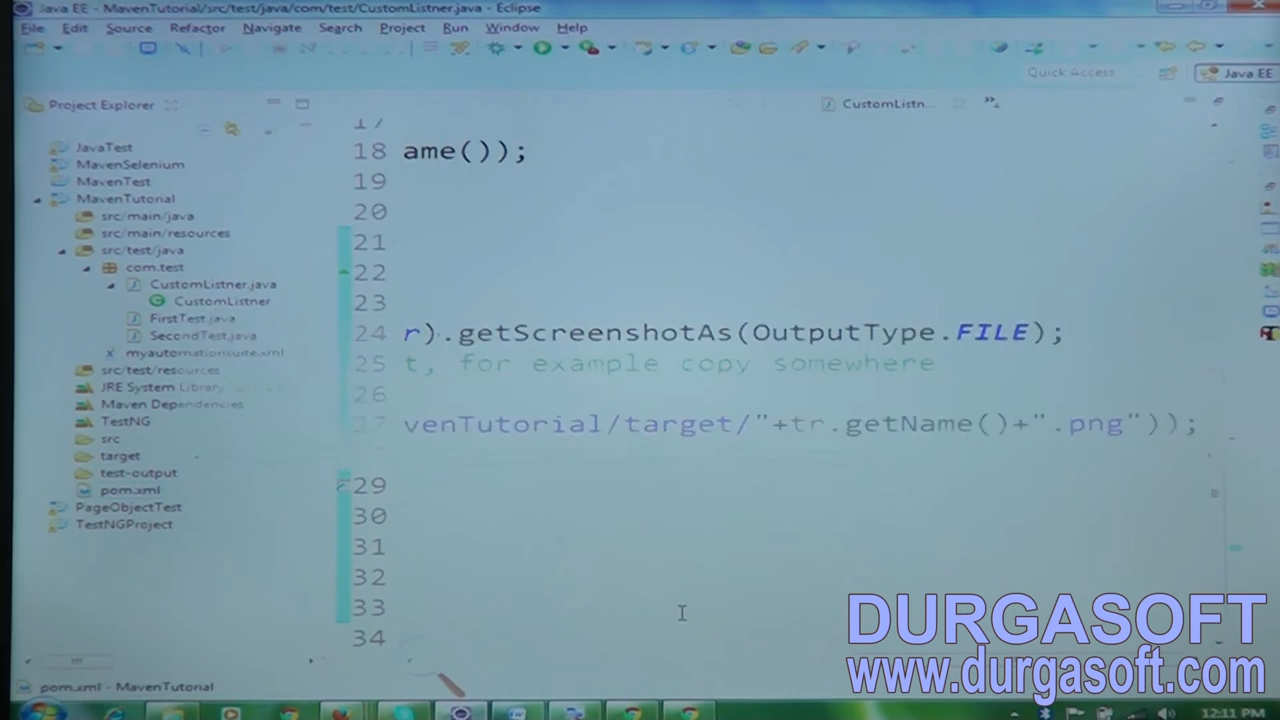 Java EE - MavenTutorial/src/test/java/com/test/CustomListner.java - Eclipse
File Edit Source Refactor Navigate Search Project Run Window Help
Quick Access
Java EE
Project Explorer
CustomListn...
JavaTest
MavenSelenium
MavenTest
MavenTutorial
src/main/java
src/main/resources
src/test/java
com.test
CustomListner.java
CustomListner
FirstTest.java
SecondTest.java
myautomationsuite.xml
src/test/resources
JRE System Library
Maven Dependencies
TestNG
src
target
test-output
pom.xml
PageObjectTest
TestNGProject
17
18 ame());
19
20
21
22
23
24 r).getScreenshotAs(OutputType.FILE);
25 t, for example copy somewhere
26
27 venTutorial/target/"+tr.getName()+".png"));
29
30
31
32
33
34
pom.xml - MavenTutorial
12:11 PM
DURGASOFT
www.durgasoft.com